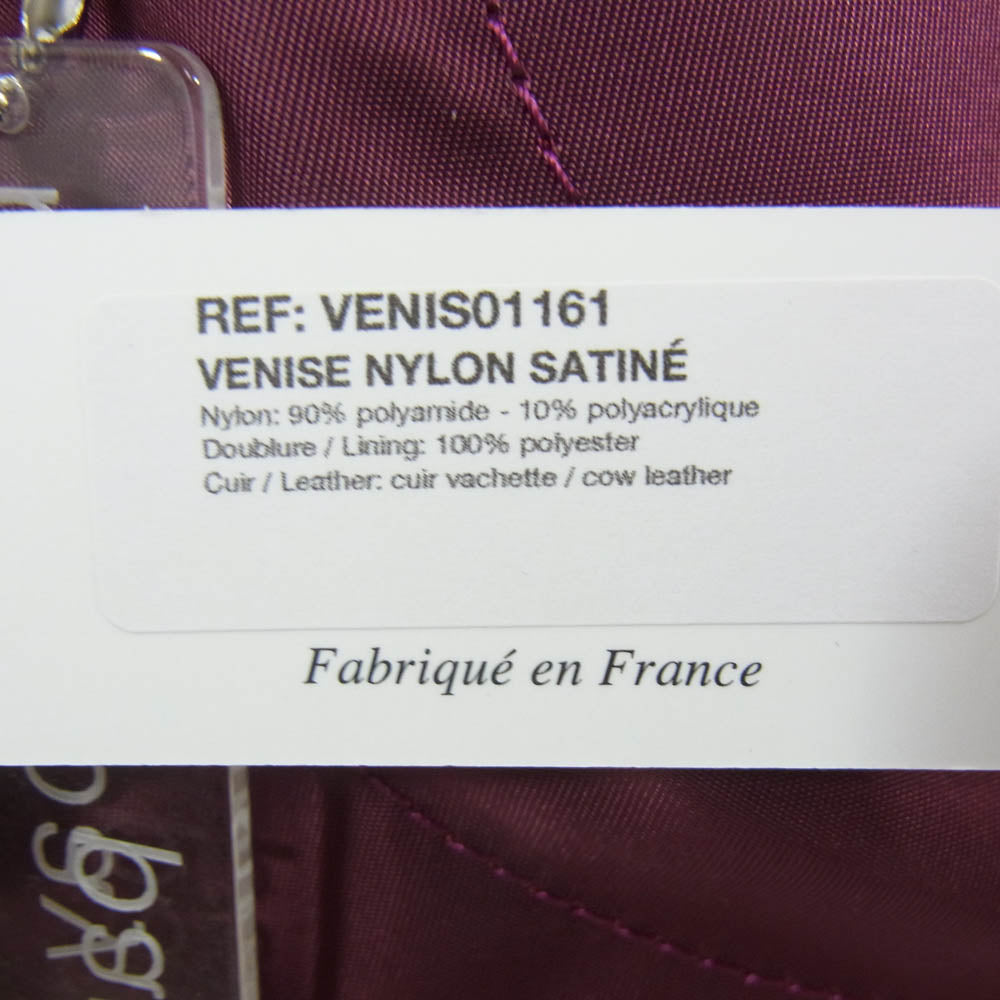 REF: VENIS01161
VENISE NYLON SATINÉ
Nylon: 90% polyamide - 10% polyacrylique
Doublure / Lining: 100% polyester
Cuir / Leather: cuir vachette / cow leather
Fabriqué en France